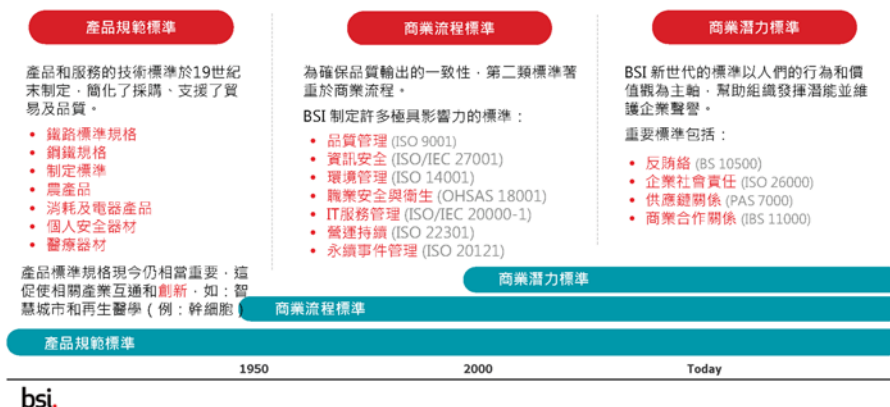 產品規範標準
產品和服務的技術標準於19世紀
末制定，簡化了採購、支援了貿
易及品質。
• 鐵路標準規格
• 鋼鐵規格
• 制定標準
• 農產品
• 消耗及電器產品
• 個人安全器材
• 醫療器材
產品標準規格現今仍相當重要，這
促使相關產業互通和創新，如：智
慧城市和再生醫學（例：幹細胞）
商業流程標準
為確保品質輸出的一致性，第二類標準著
重於商業流程。
BSI 制定許多極具影響力的標準：
• 品質管理 (ISO 9001)
• 資訊安全 (ISO/IEC 27001)
• 環境管理 (ISO 14001)
• 職業安全與衛生 (OHSAS 18001)
• IT服務管理 (ISO/IEC 20000-1)
• 營運持續 (ISO 22301)
• 永續事件管理 (ISO 20121)
商業潛力標準
BSI 新世代的標準以人們的行為和價
值觀為主軸，幫助組織發揮潛能並維
護企業聲譽。
重要標準包括：
• 反賄絡 (BS 10500)
• 企業社會責任 (ISO 26000)
• 供應鏈關係 (PAS 7000)
• 商業合作關係 (IBS 11000)
商業潛力標準
商業流程標準
產品規範標準
1950 2000 Today
bsi.